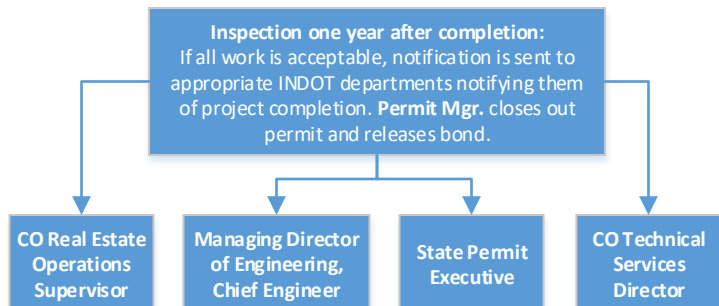 Inspection one year after completion:
If all work is acceptable, notification is sent to
appropriate INDOT departments notifying them
of project completion. Permit Mgr. closes out
permit and releases bond.
CO Real Estate
Operations
Supervisor
Managing Director
of Engineering,
Chief Engineer
State Permit
Executive
CO Technical
Services
Director